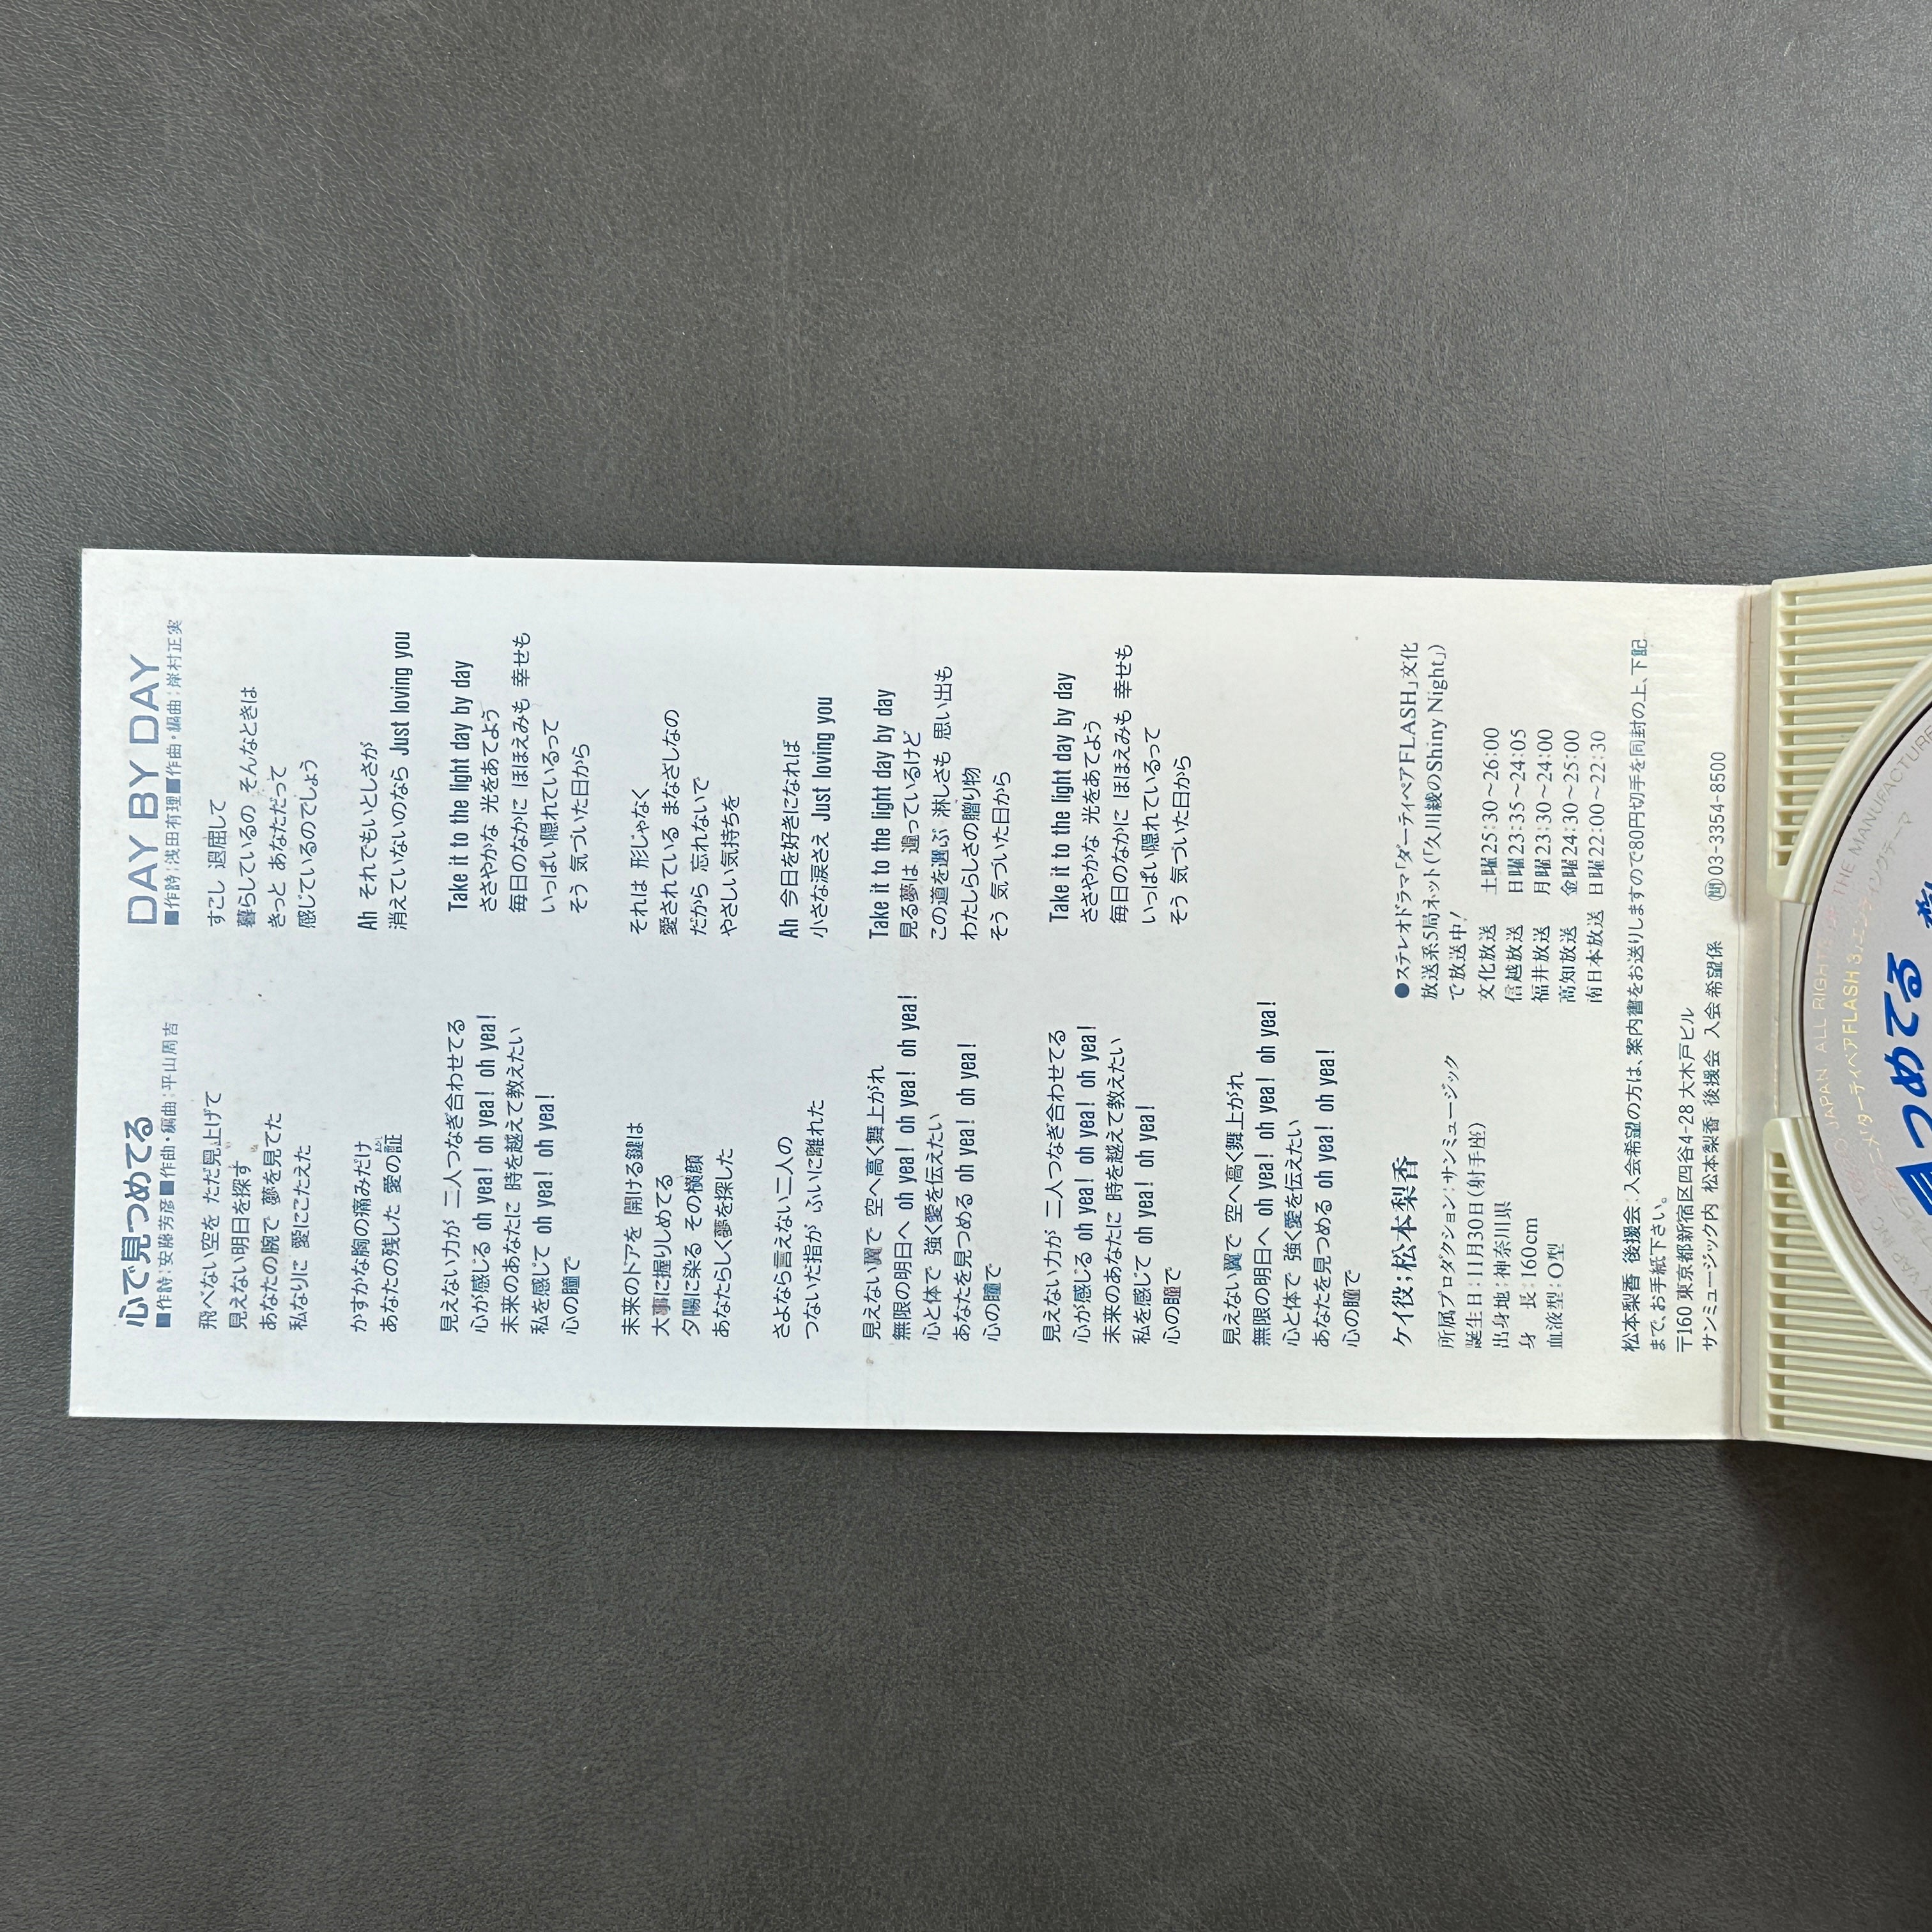 心で見つめてる
■作詩:安藤芳彦■作曲・編曲:平山周吉
飛べない空を ただ見上げて
見えない明日を探す
あなたの腕で 夢を見てた
私なりに 愛にこたえた
かすかな胸の痛みだけ
あなたの残した 愛の証
見えない力が 二人つなぎ合わせてる
心が感じる oh yea! oh yea! oh yea!
未来のあなたに 時を越えて教えたい
私を感じて oh yea! oh yea!
心の瞳で
未来のドアを 開ける鍵は
大事に握りしめてる
夕陽に染る その横顔
あなたらしく夢を探した
さよなら言えない二人の
つないだ指が ふいに離れた
見えない翼で 空へ高く舞上がれ
無限の明日へ oh yea! oh yea! oh yea!
心と体で 強く愛を伝えたい
あなたを見つめる oh yea! oh yea!
心の瞳で
見えない力が 二人つなぎ合わせてる
心が感じる oh yea! oh yea! oh yea!
未来のあなたに 時を越えて教えたい
私を感じて oh yea! oh yea!
心の瞳で
見えない翼で 空へ高く舞上がれ
無限の明日へ oh yea! oh yea! oh yea!
心と体で 強く愛を伝えたい
あなたを見つめる oh yea! oh yea!
心の瞳で
DAY BY DAY
■作詩:浅田有理■作曲・編曲:岸村正実
すこし 退屈して
暮らしているの そんなときは
きっと あなただって
感じているのでしょう
Ah それでもいとしさが
消えていないのなら Just loving you
Take it to the light day by day
ささやかな 光をあてよう
毎日のなかに ほほえみも 幸せも
いっぱい隠れているって
そう 気づいた日から
それは 形じゃなく
愛されている まなざしなの
だから 忘れないで
やさしい気持ちを
Ah 今日を好きになれば
小さな涙さえ Just loving you
Take it to the light day by day
見る夢は 違っているけど
この道を選ぶ 淋しさも 思い出も
わたしらしさの贈り物
そう 気づいた日から
Take it to the light day by day
ささやかな 光をあてよう
毎日のなかに ほほえみも 幸せも
いっぱい隠れているって
そう 気づいた日から
ケイ役;松本梨香
所属プロダクション:サンミュージック
誕生日:11月30日(射手座)
出身地:神奈川県
身 長:160cm
血液型:O型
●ステレオドラマ「ダーティペアFLASH」文化
放送系5局ネット(「久川綾のShiny Night」)
で放送中!
文化放送 土曜25:30~26:00
信越放送 日曜23:35~24:05
福井放送 月曜23:30~24:00
高知放送 金曜24:30~25:00
南日本放送 日曜22:00~22:30
松本梨香 後援会:入会希望の方は、案内書をお送りしますので80円切手を同封の上、下記
まで、お手紙下さい。
〒160 東京都新宿区四谷4-28 大木戸ビル
サンミュージック内 松本梨香 後援会 入会希望係 ㉄03-3354-8500
つめてる